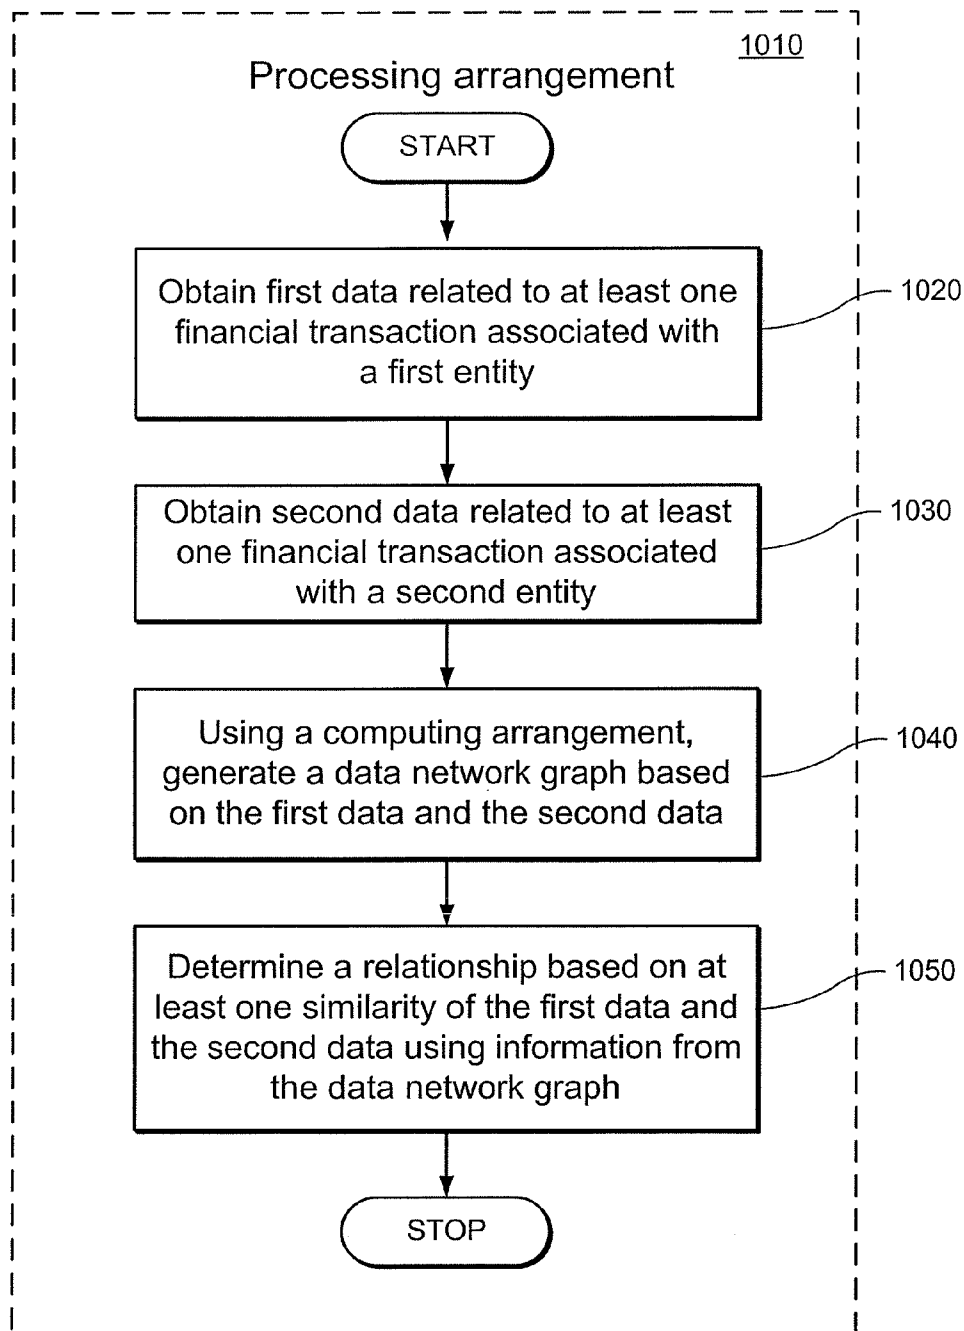 1010
Processing arrangement
START
Obtain first data related to at least one
financial transaction associated with
a first entity
1020
Obtain second data related to at least
one financial transaction associated
with a second entity
1030
Using a computing arrangement,
generate a data network graph based
on the first data and the second data
1040
Determine a relationship based on at
least one similarity of the first data and
the second data using information from
the data network graph
1050
STOP